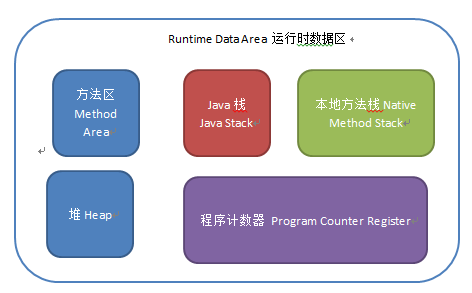 Runtime Data Area 运行时数据区
方法区
Method
Area
Java 栈
Java Stack
本地方法栈 Native
Method Stack
堆 Heap
程序计数器 Program Counter Register